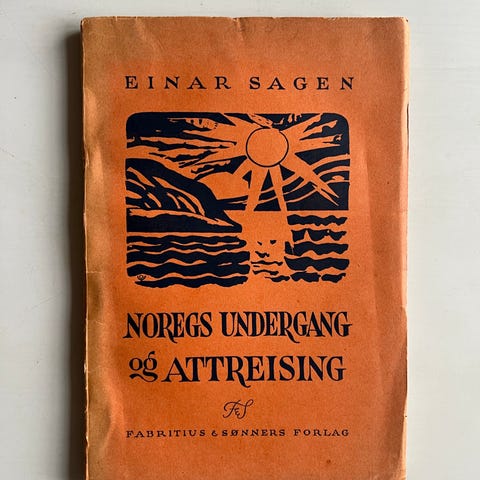 EINAR SAGEN
NOREGS UNDERGANG
og ATTREISING
F&S
FABRITIUS & SØNNERS FORLAG